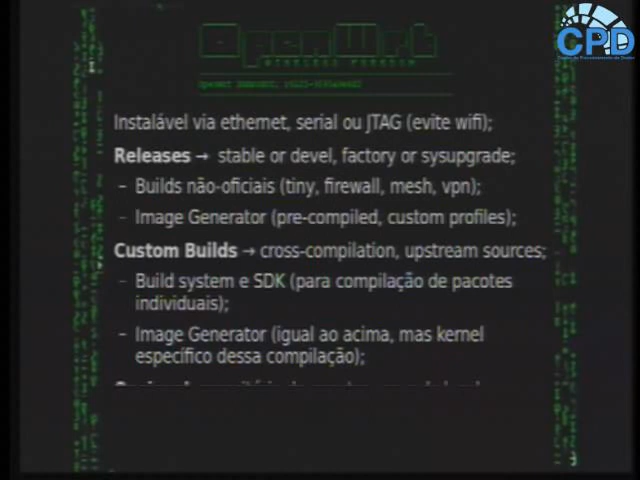 CPD
OpenWrt
WIRELESS FREEDOM
Instalável via ethernet, serial ou JTAG (evite wifi);
Releases → stable or devel, factory or sysupgrade;
– Builds não-oficiais (tiny, firewall, mesh, vpn);
– Image Generator (pre-compiled, custom profiles);
Custom Builds → cross-compilation, upstream sources;
– Build system e SDK (para compilação de pacotes
individuais);
– Image Generator (igual ao acima, mas kernel
específico dessa compilação);